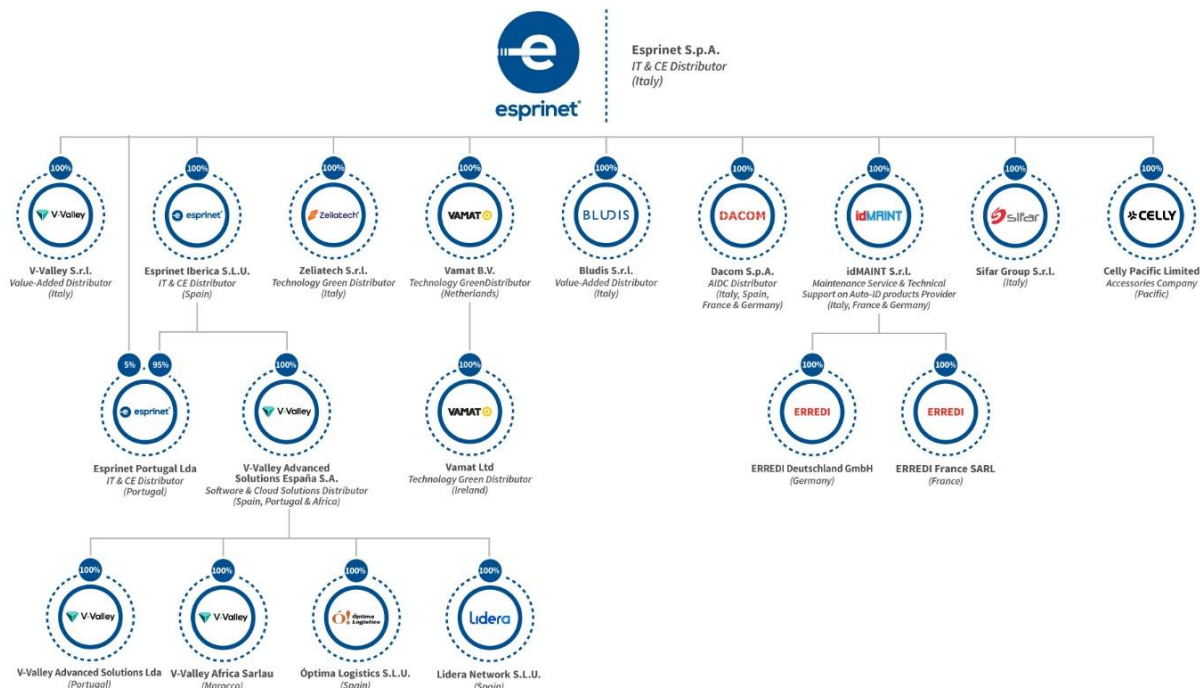 esprinet®
Esprinet S.p.A.
IT & CE Distributor
(Italy)
100%
100%
100%
100%
100%
100%
100%
100%
100%
V-Valley
esprinet®
Zeliatech®
VAMAT
BLUDIS
DACOM
idMAINT
sifar
CELLY
V-Valley S.r.l.
Value-Added Distributor
(Italy)
Esprinet Iberica S.L.U.
IT & CE Distributor
(Spain)
Zeliatech S.r.l.
Technology Green Distributor
(Italy)
Vamat B.V.
Technology GreenDistributor
(Netherlands)
Bludis S.r.l.
Value-Added Distributor
(Italy)
Dacom S.p.A.
AIDC Distributor
(Italy, Spain,
France & Germany)
idMAINT S.r.l.
Maintenance Service & Technical
Support on Auto-iD products Provider
(Italy, France & Germany)
Sifar Group S.r.l.
(Italy)
Celly Pacific Limited
Accessories Company
(Pacific)
5%
95%
100%
100%
100%
100%
esprinet®
V-Valley
VAMAT
ERREDI
ERREDI
Esprinet Portugal Lda
IT & CE Distributor
(Portugal)
V-Valley Advanced
Solutions España S.A.
Software & Cloud Solutions Distributor
(Spain, Portugal & Africa)
Vamat Ltd
Technology Green Distributor
(Ireland)
ERREDI Deutschland GmbH
(Germany)
ERREDI France SARL
(France)
100%
100%
100%
100%
V-Valley
V-Valley
Ó! Óptima
Logistics
Lidera
V-Valley Advanced Solutions Lda
(Portugal)
V-Valley Africa Sarlau
(Marocco)
Óptima Logistics S.L.U.
(Spain)
Lidera Network S.L.U.
(Spain)